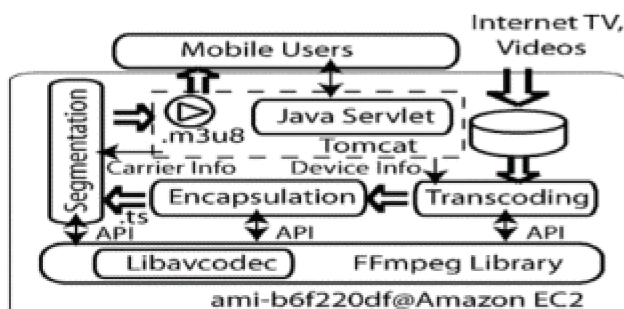 Internet TV,
Videos
Mobile Users
Segmentation
.m3u8
Java Servlet
Tomcat
Carrier Info
Device Info
Encapsulation
Transcoding
.ts
API
API
API
Libavcodec
FFmpeg Library
ami-b6f220df@Amazon EC2